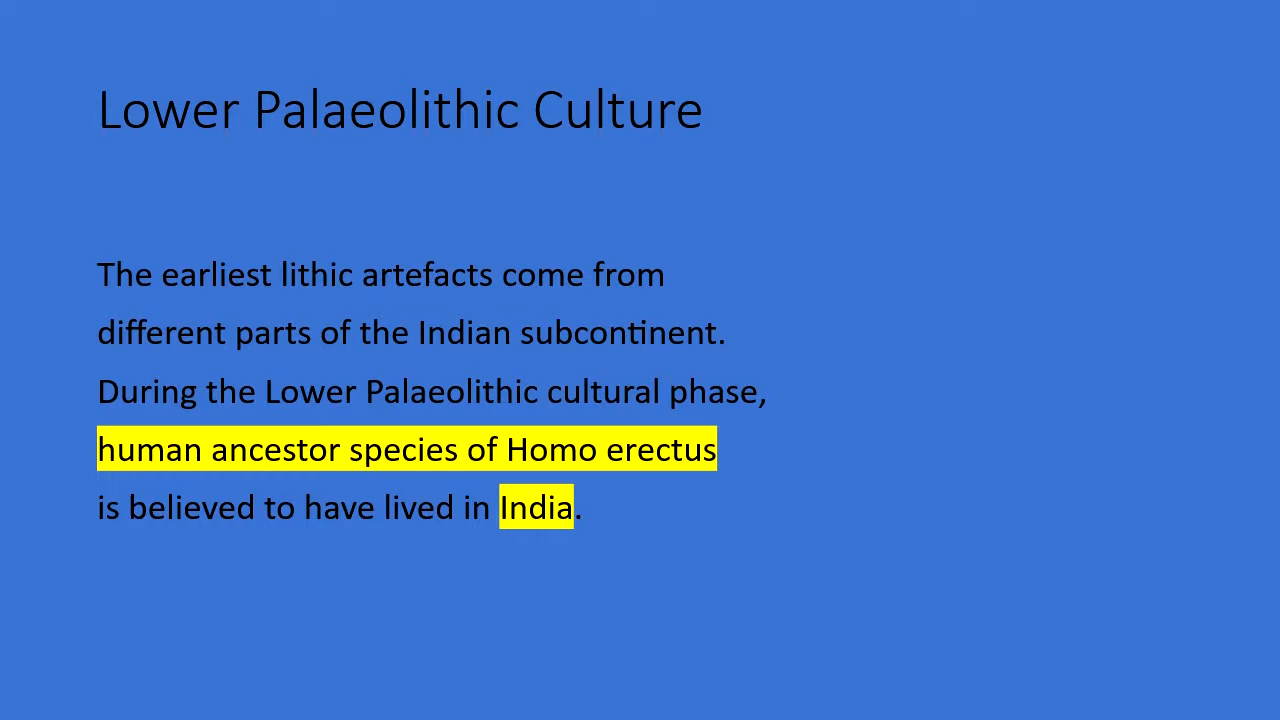 Lower Palaeolithic Culture
The earliest lithic artefacts come from
different parts of the Indian subcontinent.
During the Lower Palaeolithic cultural phase,
human ancestor species of Homo erectus
is believed to have lived in India.